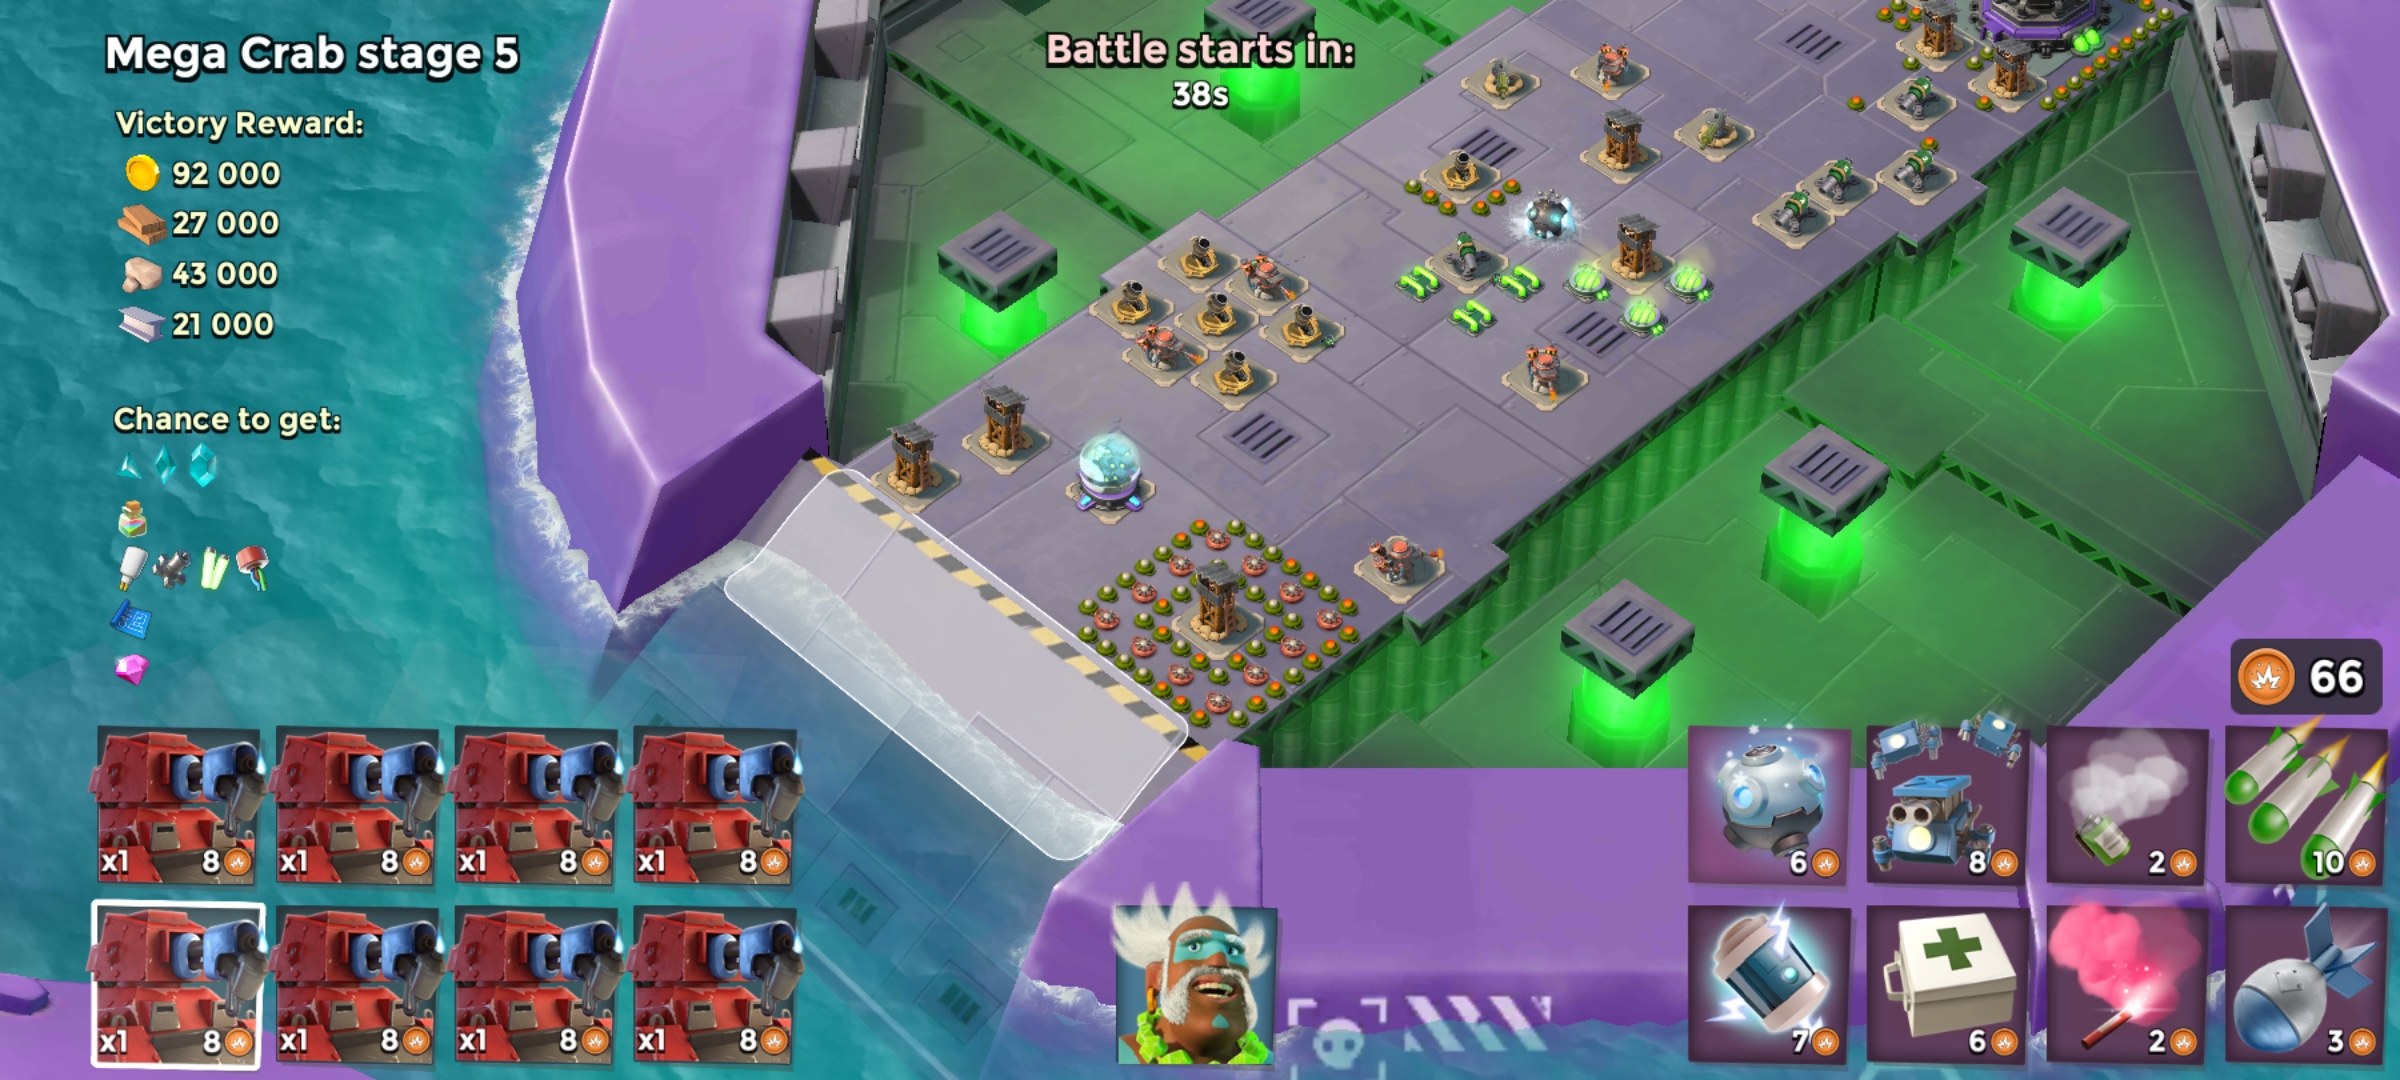 Mega Crab stage 5
Battle starts in:
38s
Victory Reward:
92 000
27 000
43 000
21 000
Chance to get:
66
x1 8
x1 8
x1 8
x1 8
6
8
2
10
x1 8
x1 8
x1 8
x1 8
7
6
2
3